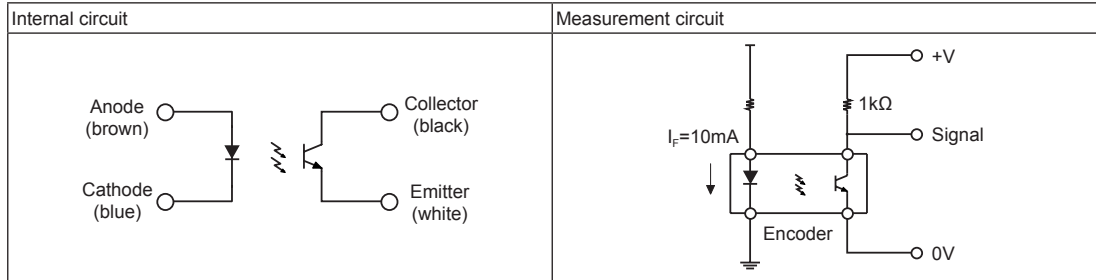 Internal circuit
Measurement circuit
Anode
(brown)
Cathode
(blue)
Collector
(black)
Emitter
(white)
+V
1kΩ
Signal
IF=10mA
Encoder
0V